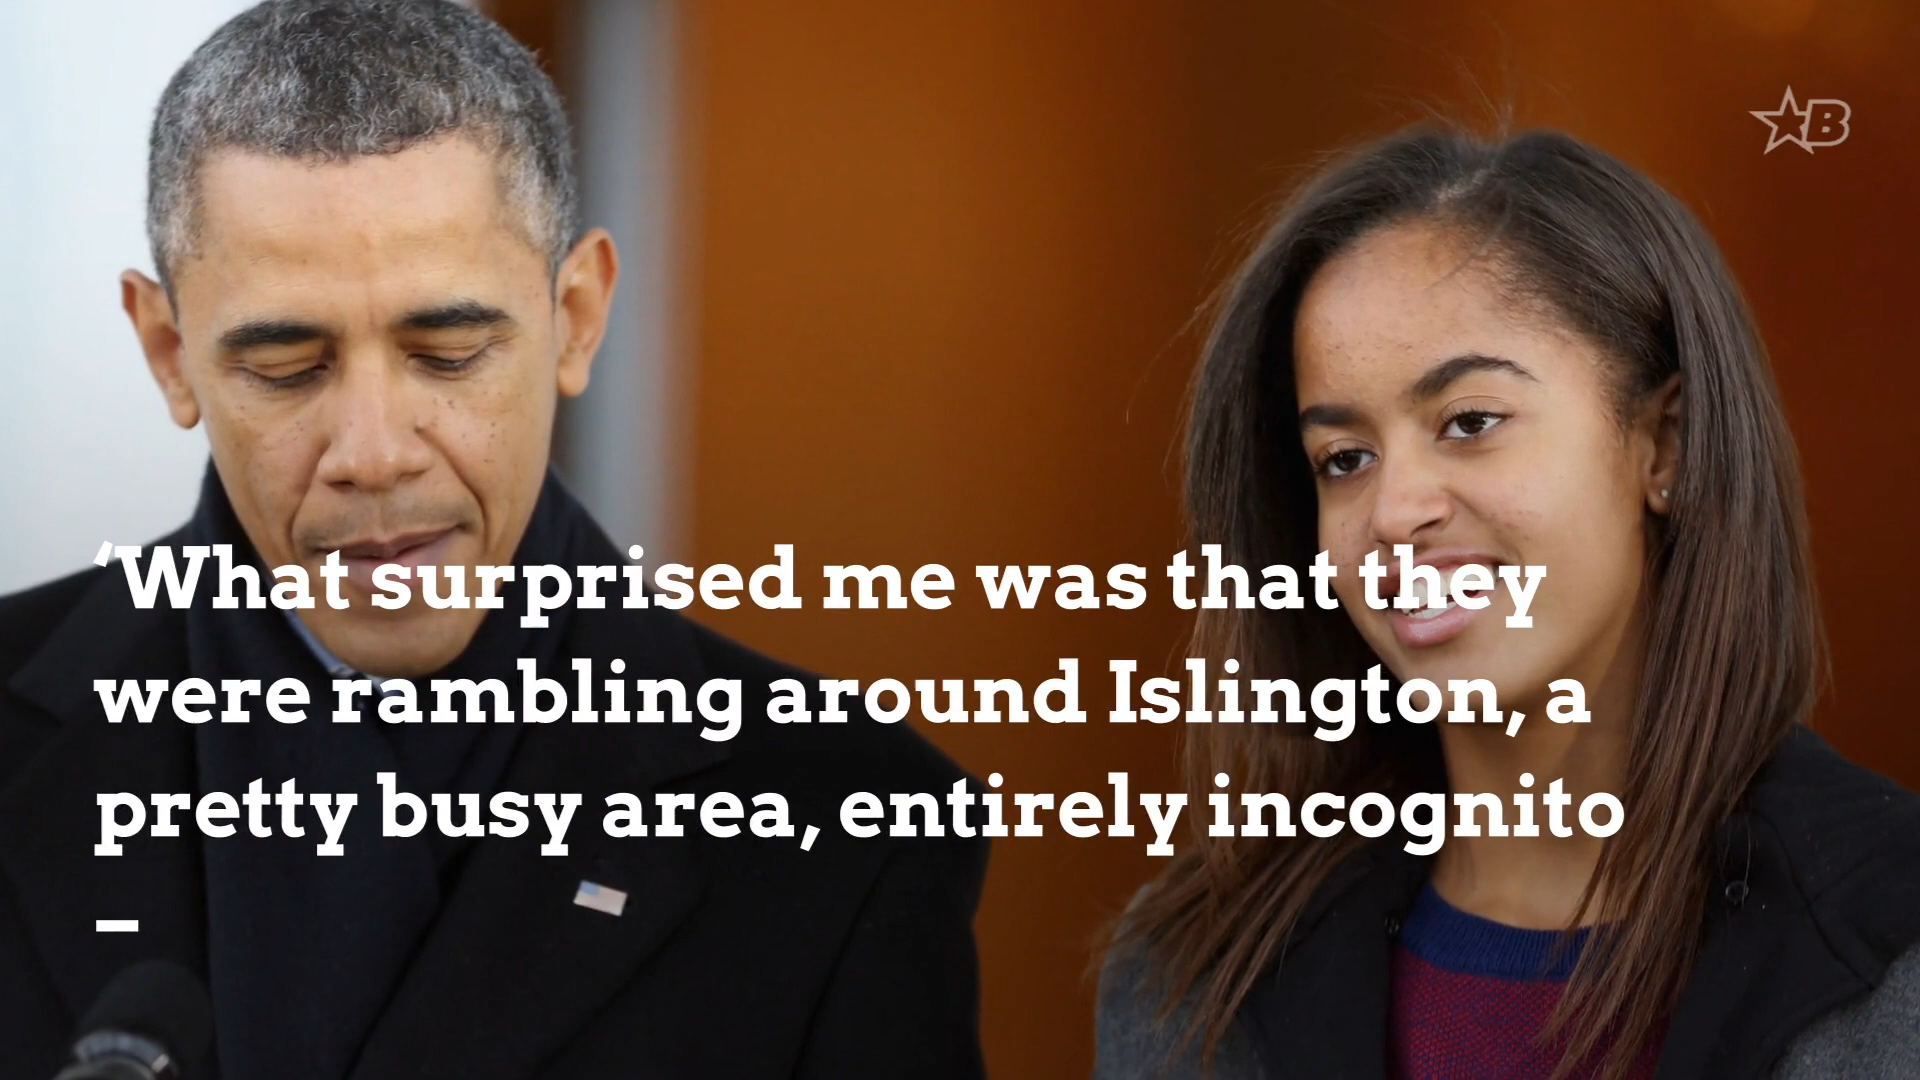 ‘What surprised me was that they
were rambling around Islington, a
pretty busy area, entirely incognito
–
B